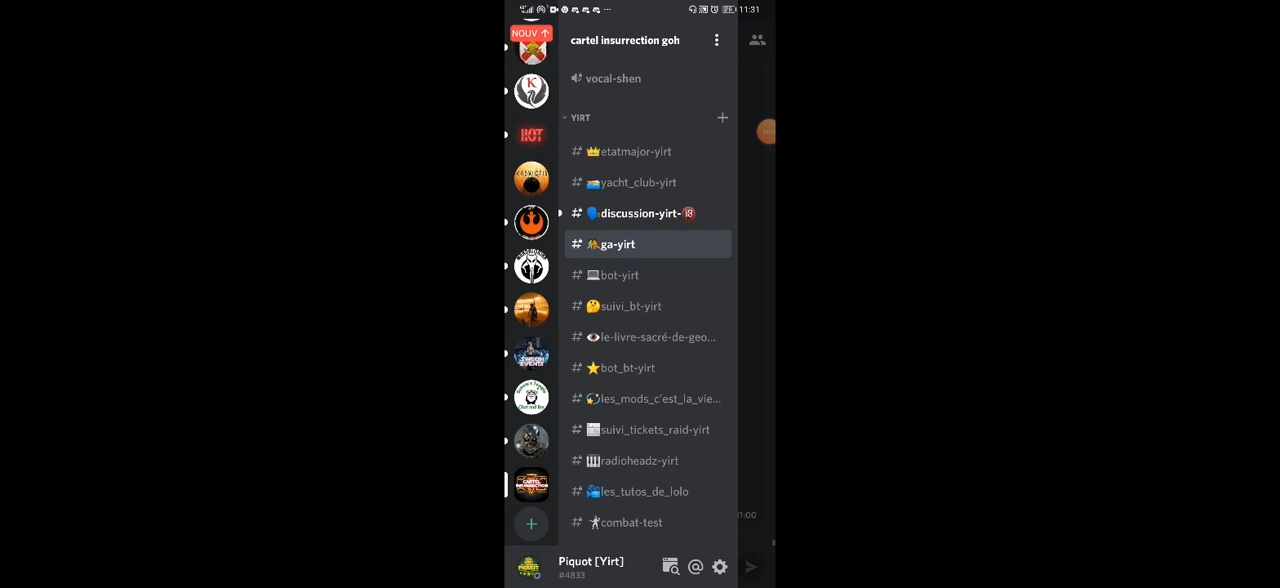 11:31
NOUV ↑
cartel insurrection goh
vocal-shen
YIRT
etatmajor-yirt
yacht_club-yirt
discussion-yirt-🔞
ga-yirt
bot-yirt
suivi_bt-yirt
le-livre-sacré-de-geo...
bot_bt-yirt
les_mods_c'est_la_vie...
suivi_tickets_raid-yirt
radioheadz-yirt
les_tutos_de_lolo
11:00
combat-test
Piquot [Yirt]
#4833
K
HOT